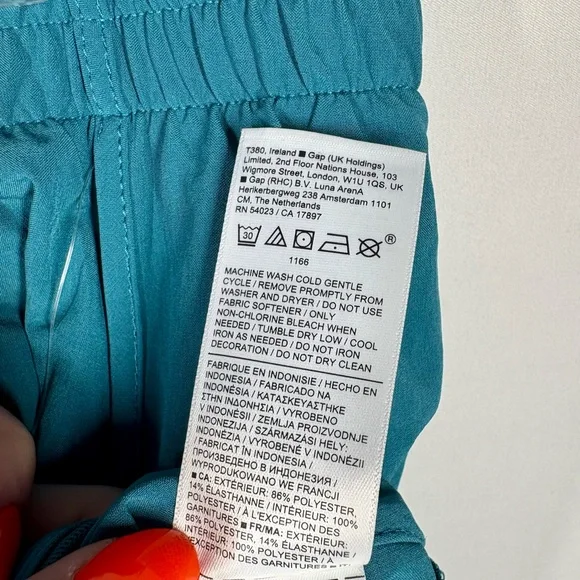 T380, Ireland ■ Gap (UK Holdings)
Limited, 2nd Floor Nations House, 103
Wigmore Street, London, W1U 1QS, UK
■ Gap (RHC) B.V. Luna ArenA
Herikerbergweg 238 Amsterdam 1101
CM, The Netherlands
RN 54023 / CA 17897
30 ®
1166
MACHINE WASH COLD GENTLE
CYCLE / REMOVE PROMPTLY FROM
WASHER AND DRYER / DO NOT USE
FABRIC SOFTENER / ONLY
NON-CHLORINE BLEACH WHEN
NEEDED / TUMBLE DRY LOW / COOL
IRON AS NEEDED / DO NOT IRON
DECORATION / DO NOT DRY CLEAN
FABRIQUE EN INDONISIE / HECHO EN
INDONESIA / FABRICADO NA
INDONÉSIA / ΚΑΤΑΣΚΕΥΑΣΤΗΚΕ
ΣΤΗΝ ΙΝΔΟΝΗΣΙΑ / VYROBENO
V INDONÉSII / ZEMLJA PROIZVODNJE
INDONEZIJA / SZÁRMAZÁSI HELY:
INDONÉZIA / VYROBENÉ V INDONÉZII
/ FABRICAT ÎN INDONESIA /
ПРОИЗВЕДЕНО В ИНДОНЕЗИЯ /
WYPRODUKOWANO WE FRANCJI
■ CA: EXTÉRIEUR: 86% POLYESTER,
14% ÉLASTHANNE / INTÉRIEUR: 100%
POLYESTER / À L'EXCEPTION DES
GARNITURES ■ FR/MA: EXTÉRIEUR:
86% POLYESTER, 14% ÉLASTHANNE /
INTÉRIEUR: 100% POLYESTER / À
L'EXCEPTION DES GARNITURES